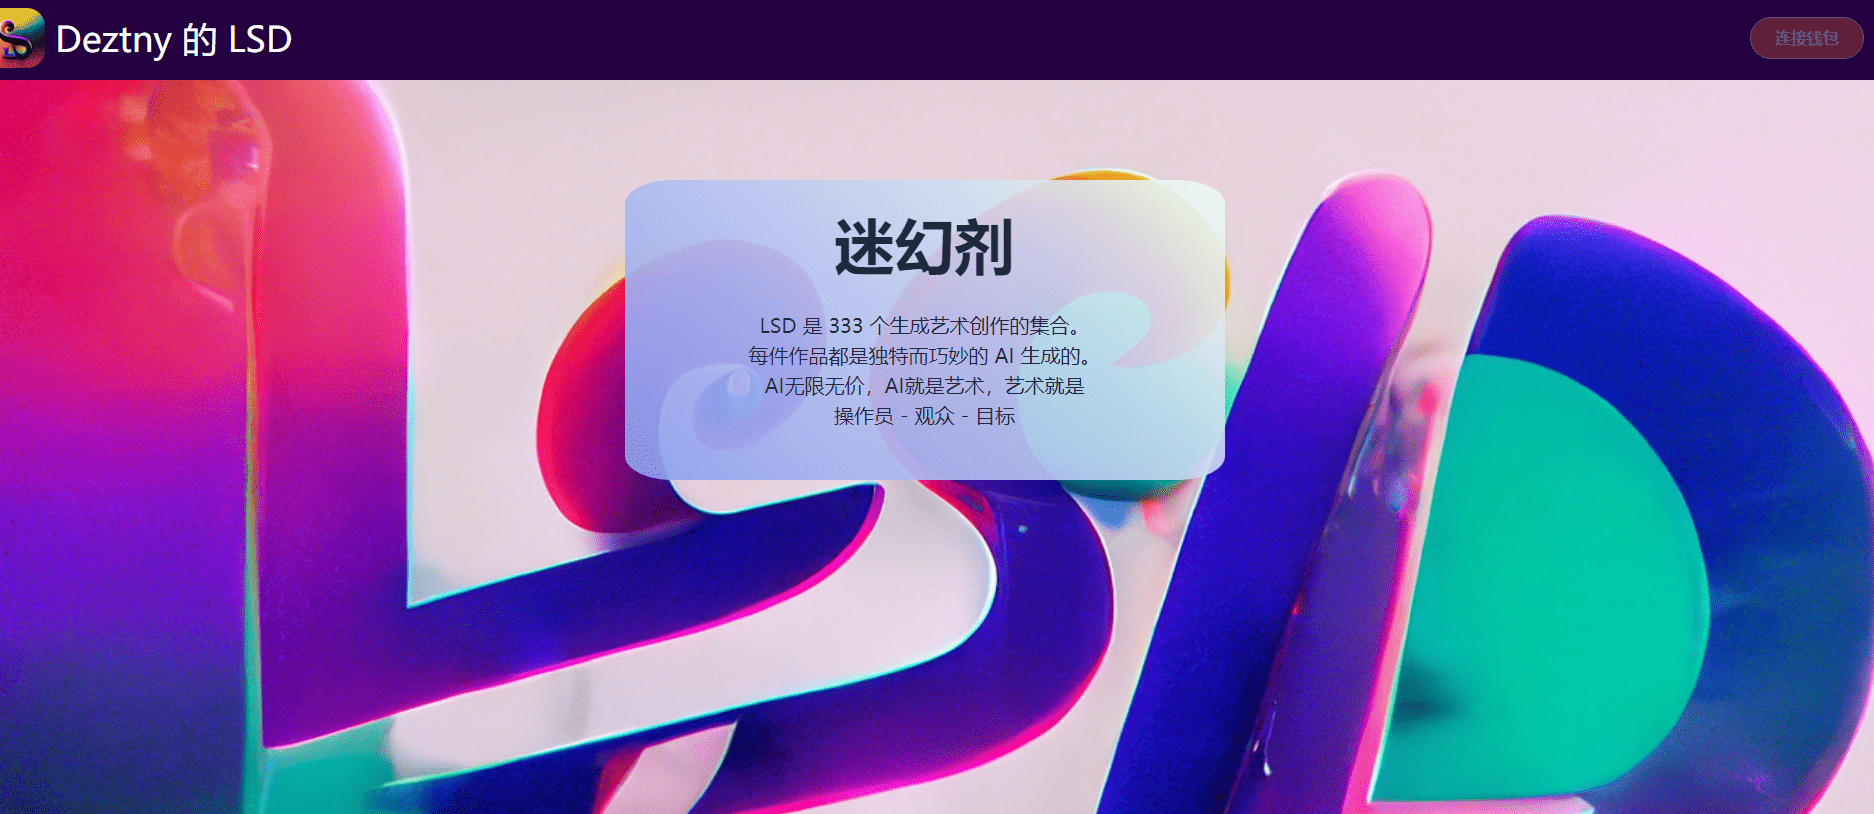 Deztny 的 LSD
连接钱包
迷幻剂
LSD 是 333 个生成艺术创作的集合。
每件作品都是独特而巧妙的 AI 生成的。
AI无限无价，AI就是艺术，艺术就是
操作员 - 观众 - 目标
LSD